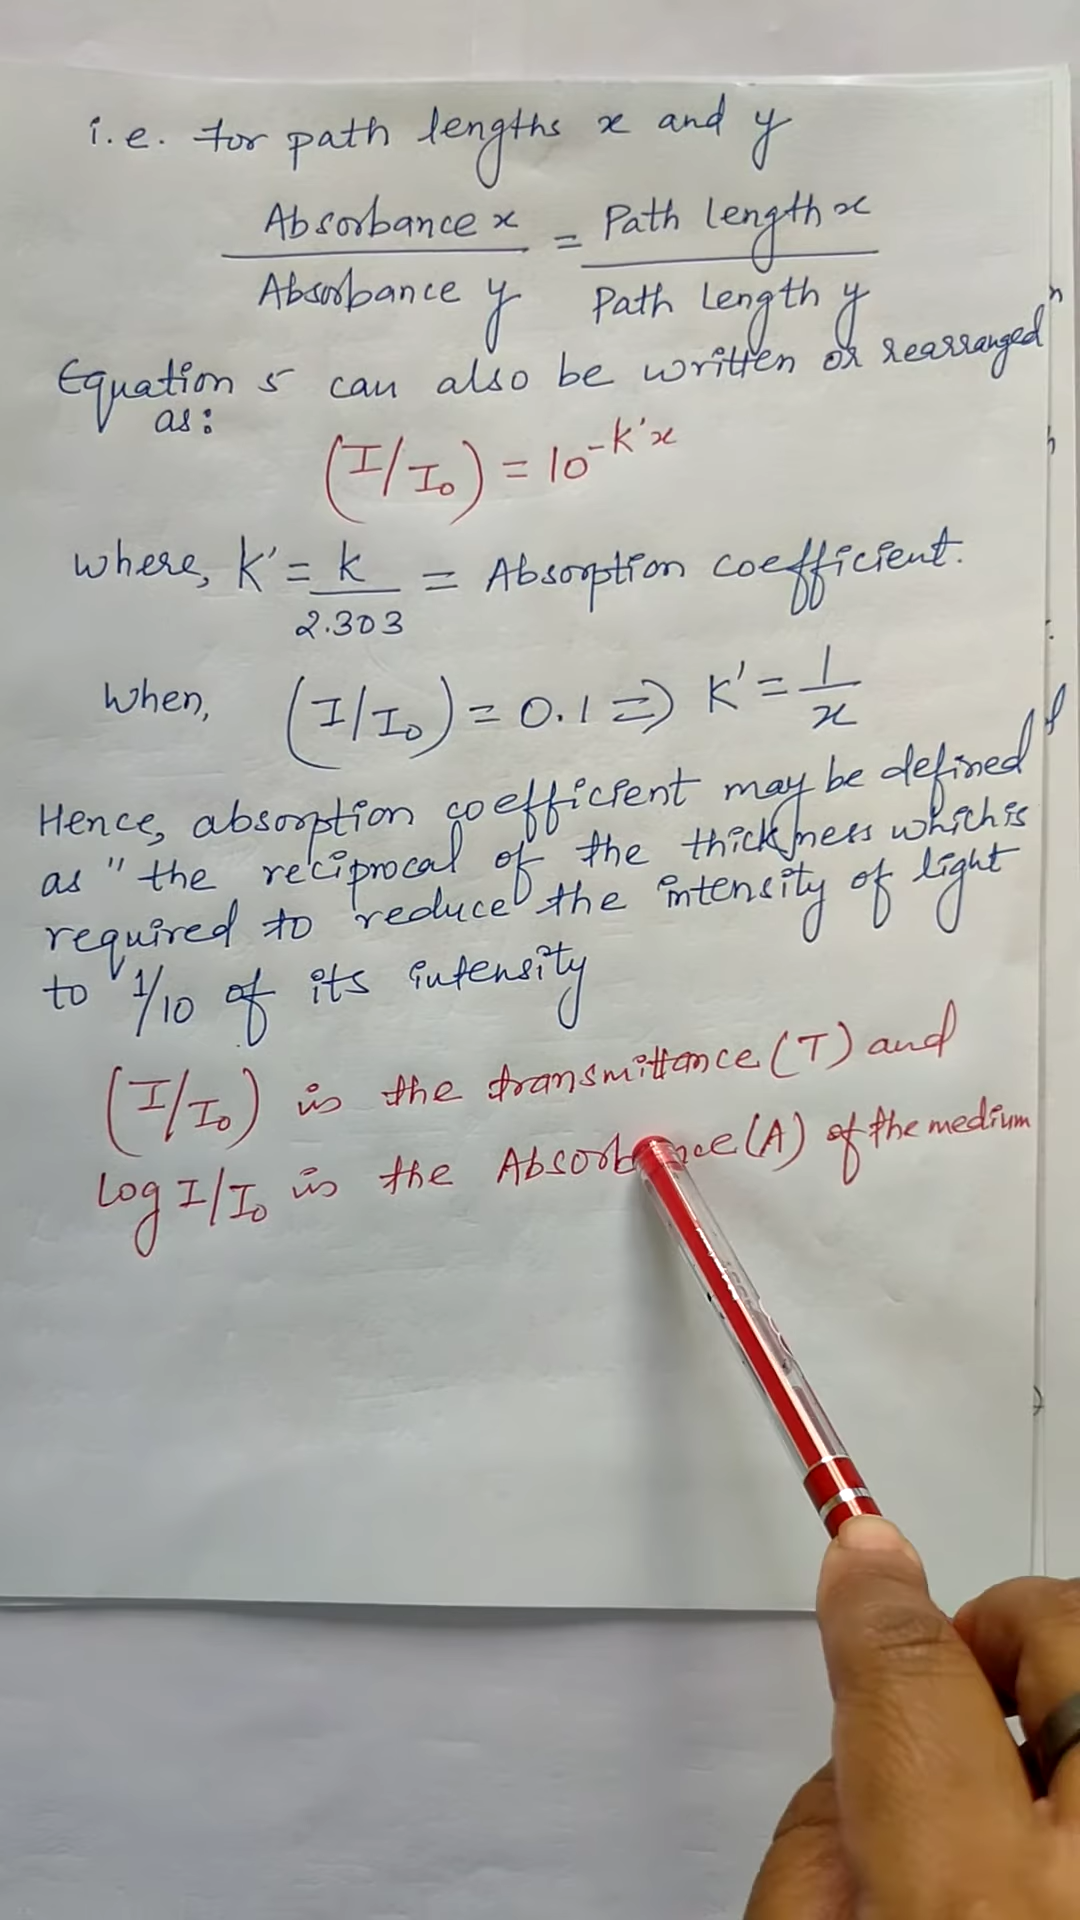 i.e. for path lengths x and y
Absorbance x / Absorbance y = Path length x / Path Length y
Equation 5 can also be written or rearranged
as:
(I/I₀) = 10^-k'x
where, k' = k/2.303 = Absorption coefficient.
When, (I/I₀) = 0.1 ⇒ k' = 1/x
Hence, absorption coefficient may be defined
as "the reciprocal of the thickness which is
required to reduce the intensity of light
to 1/10 of its intensity
(I/I₀) is the transmittance (T) and
log I/I₀ is the (A) of the medium